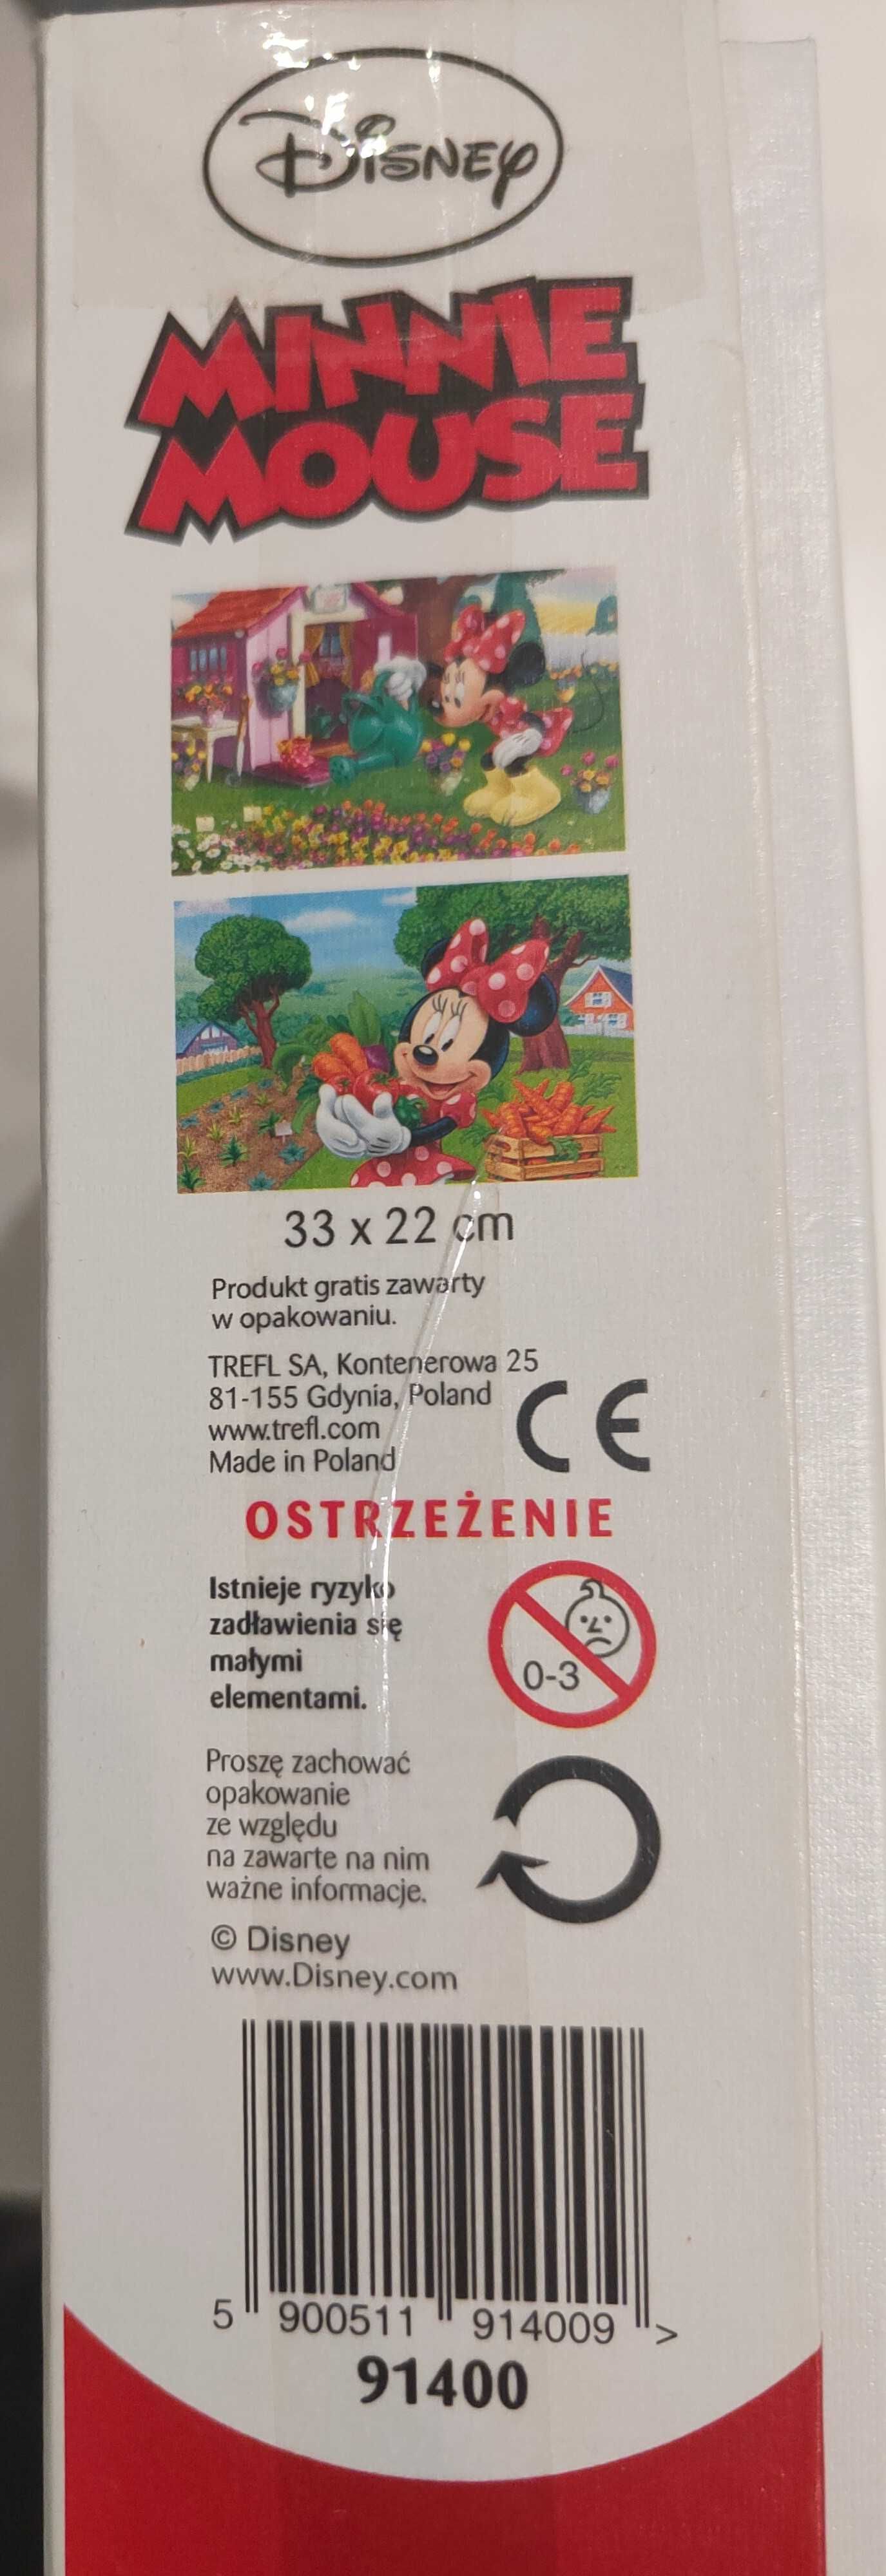 Disney
MINNIE
MOUSE
33 x 22 cm
Produkt gratis zawarty
w opakowaniu.
TREFL SA, Kontenerowa 25
81-155 Gdynia, Poland
www.trefl.com
Made in Poland
CE
OSTRZEŻENIE
Istnieje ryzyko
zadławienia się
małymi
elementami.
0-3
Proszę zachować
opakowanie
ze względu
na zawarte na nim
ważne informacje.
© Disney
www.Disney.com
5 900511 914009 >
91400